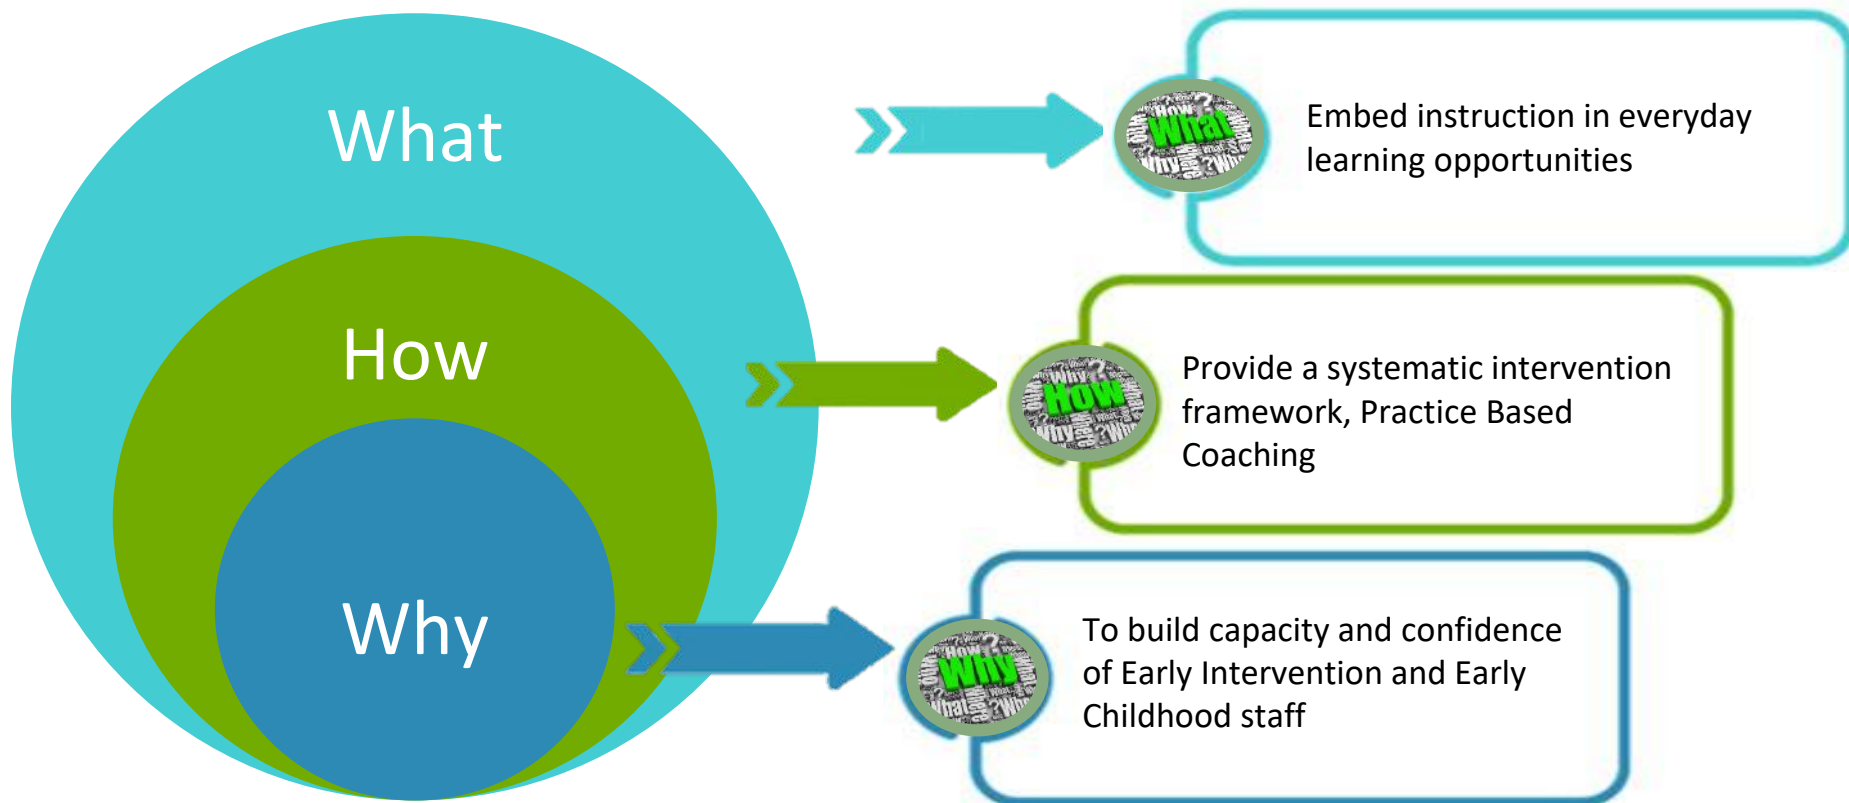 What
How
Why
What
Embed instruction in everyday
learning opportunities
How
Provide a systematic intervention
framework, Practice Based
Coaching
Why
To build capacity and confidence
of Early Intervention and Early
Childhood staff